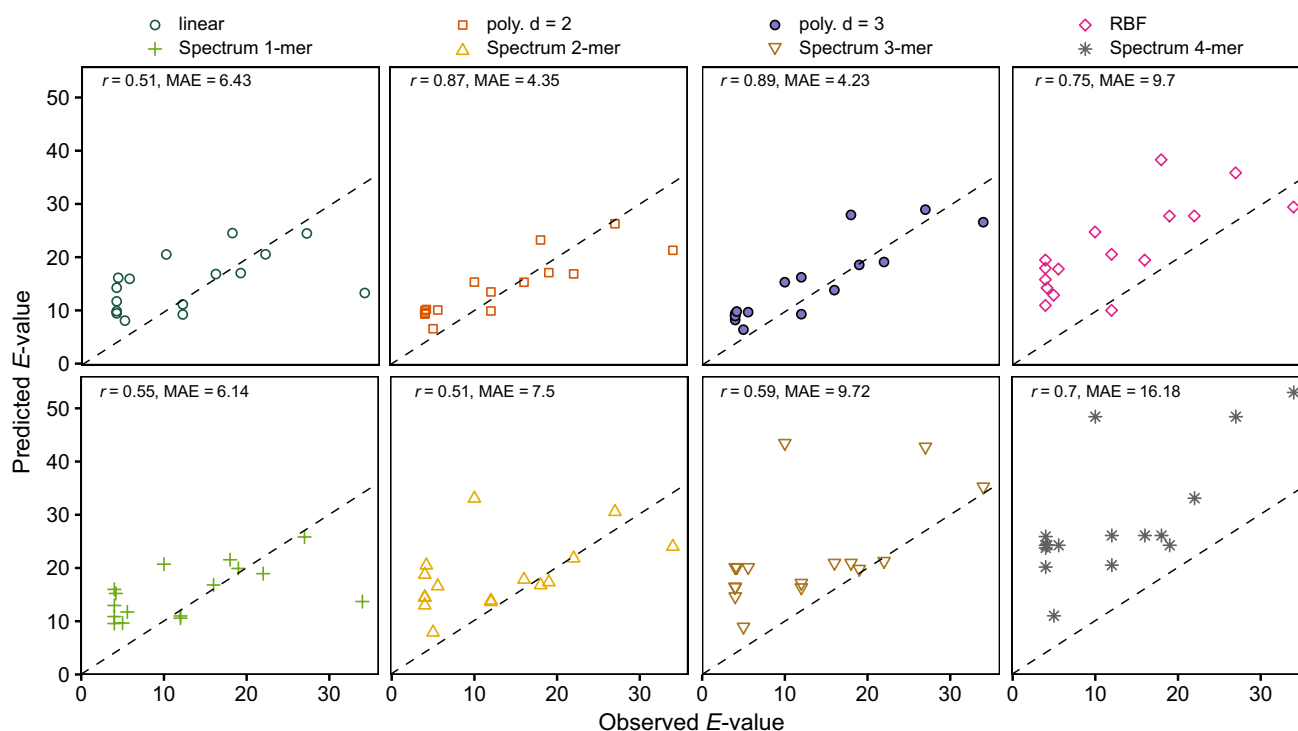 linear poly. d = 2 poly. d = 3 RBF
Spectrum 1-mer Spectrum 2-mer Spectrum 3-mer Spectrum 4-mer
r = 0.51, MAE = 6.43 r = 0.87, MAE = 4.35 r = 0.89, MAE = 4.23 r = 0.75, MAE = 9.7
50
40
30
20
10
0
Predicted E-value
r = 0.55, MAE = 6.14 r = 0.51, MAE = 7.5 r = 0.59, MAE = 9.72 r = 0.7, MAE = 16.18
50
40
30
20
10
0
0 10 20 30 0 10 20 30 0 10 20 30 0 10 20 30
Observed E-value